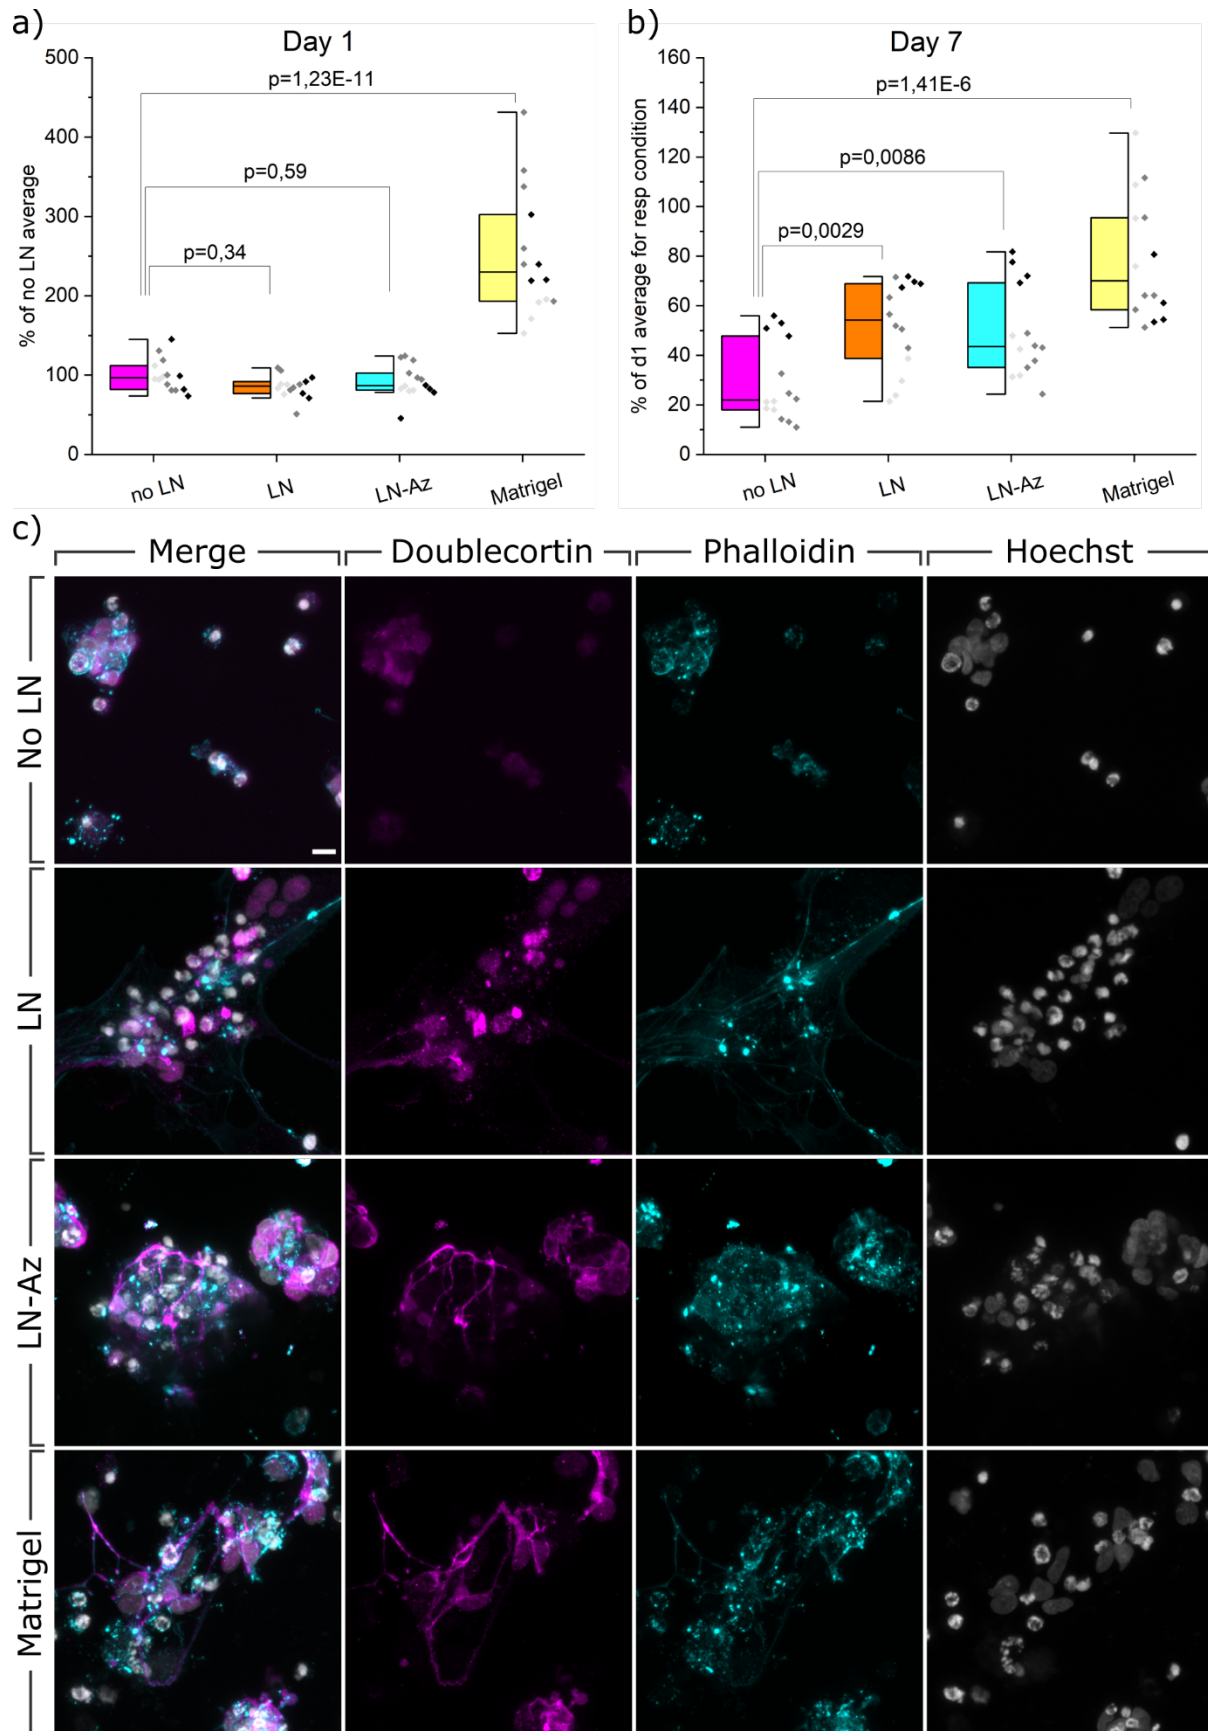 a)
Day 1
% of no LN average
500
400
300
200
100
0
p=1,23E-11
p=0,59
p=0,34
no LN
LN
LN-Az
Matrigel
b)
Day 7
% of d1 average for resp condition
160
140
120
100
80
60
40
20
0
p=1,41E-6
p=0,0086
p=0,0029
no LN
LN
LN-Az
Matrigel
c)
Merge
Doublecortin
Phalloidin
Hoechst
No LN
LN
LN-Az
Matrigel